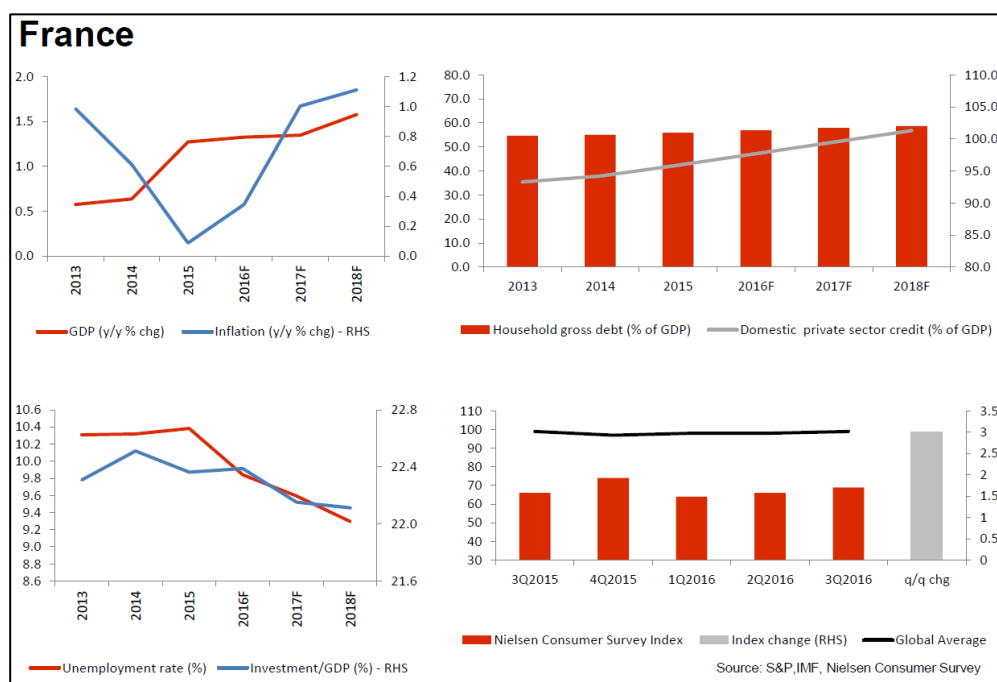 France
2.0
1.5
1.0
0.5
0.0
1.2
1.0
0.8
0.6
0.4
0.2
0.0
2013
2014
2015
2016F
2017F
2018F
GDP (y/y % chg)
Inflation (y/y % chg) - RHS
80.0
70.0
60.0
50.0
40.0
30.0
20.0
10.0
0.0
110.0
105.0
100.0
95.0
90.0
85.0
80.0
2013
2014
2015
2016F
2017F
2018F
Household gross debt (% of GDP)
Domestic private sector credit (% of GDP)
10.6
10.4
10.2
10.0
9.8
9.6
9.4
9.2
9.0
8.8
8.6
22.8
22.4
22.0
21.6
2013
2014
2015
2016F
2017F
2018F
Unemployment rate (%)
Investment/GDP (%) - RHS
110
100
90
80
70
60
50
40
30
3.5
3
2.5
2
1.5
1
0.5
0
3Q2015
4Q2015
1Q2016
2Q2016
3Q2016
q/q chg
Nielsen Consumer Survey Index
Index change (RHS)
Global Average
Source: S&P,IMF, Nielsen Consumer Survey